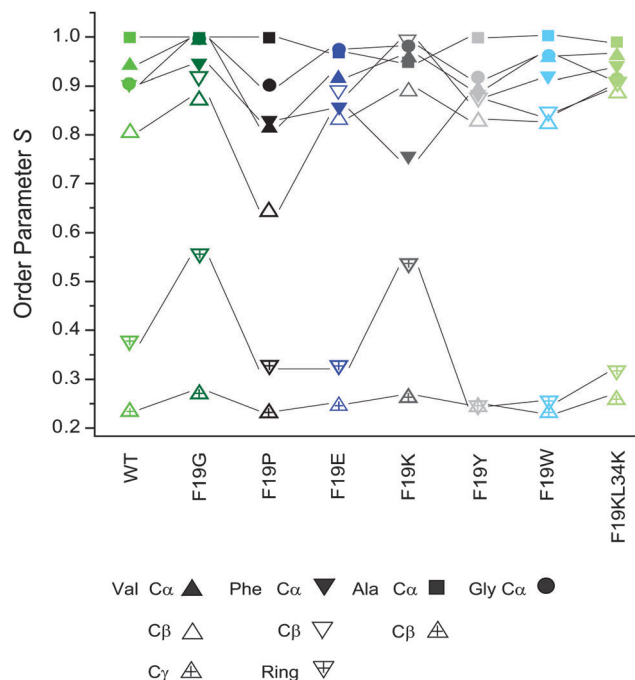 Order Parameter S
1.0
0.9
0.8
0.7
0.6
0.5
0.4
0.3
0.2
WT
F19G
F19P
F19E
F19K
F19Y
F19W
F19KL34K
Val Cα Phe Cα Ala Cα Gly Cα
Cβ Cβ Cβ
Cγ Ring